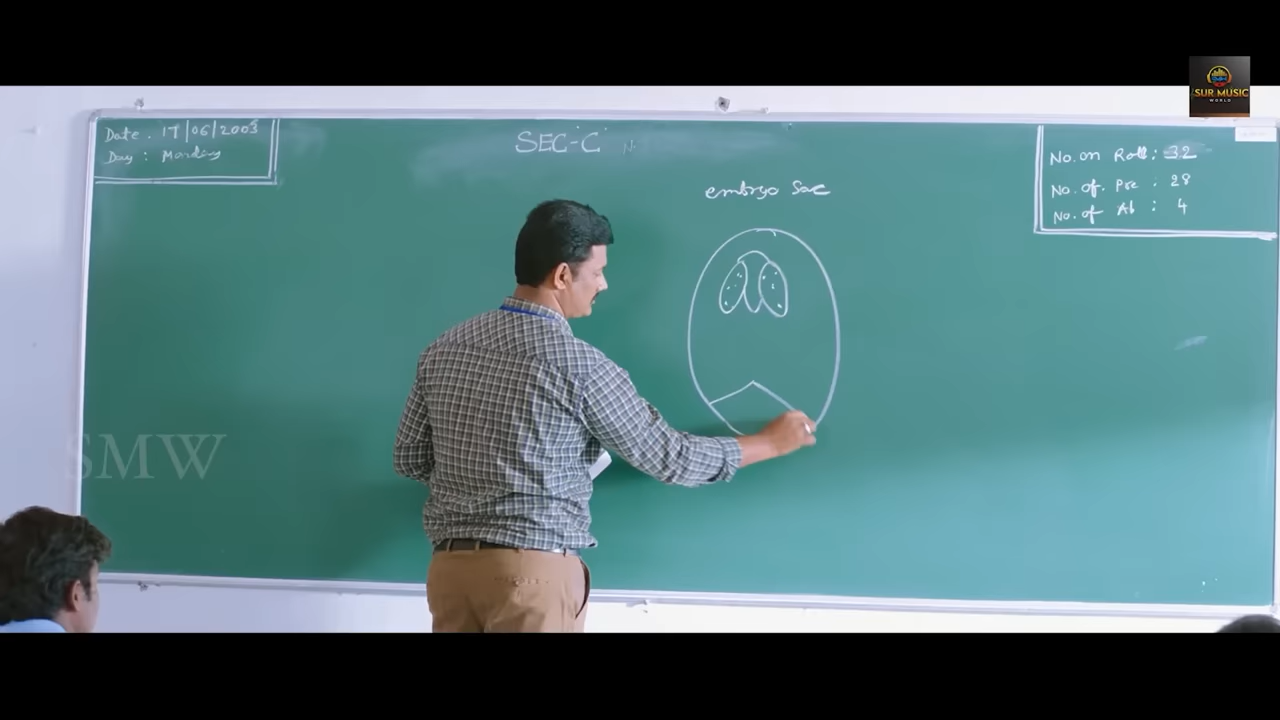 Date . 17/06/2003
Day : Monday
SEC-C
embryo Sac
No. on Roll : 32
No. of. Pre : 28
No. of Ab : 4
SUR MUSIC
WORLD
SMW